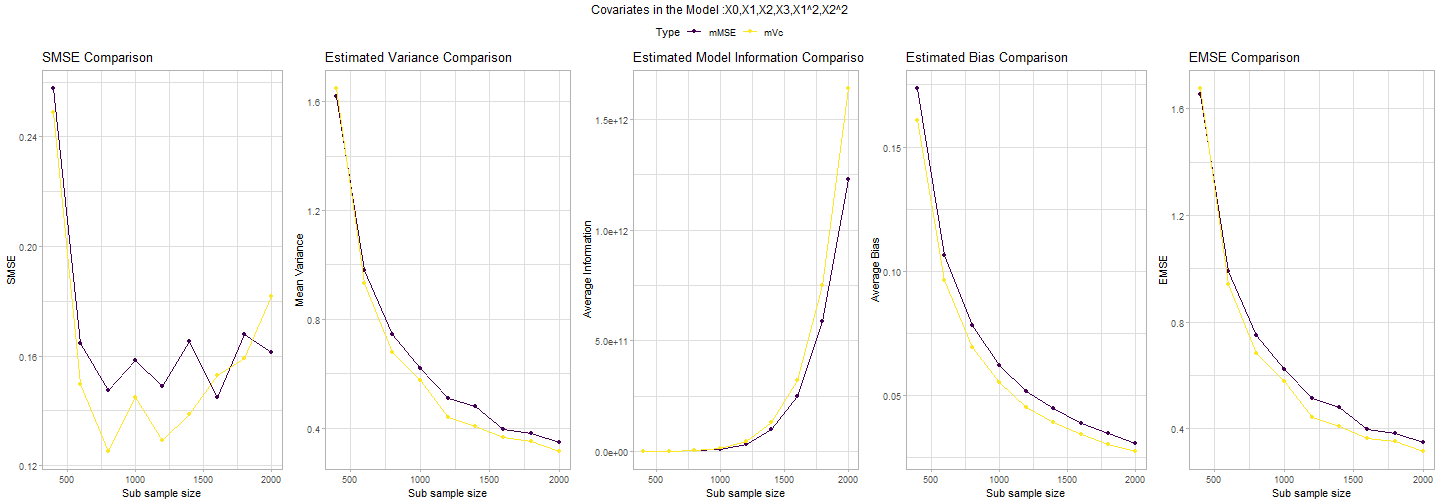 Covariates in the Model :X0,X1,X2,X3,X1^2,X2^2
Type mMSE mVc
SMSE Comparison
SMSE
0.24
0.20
0.16
0.12
500 1000 1500 2000
Sub sample size
Estimated Variance Comparison
Mean Variance
1.6
1.2
0.8
0.4
500 1000 1500 2000
Sub sample size
Estimated Model Information Compariso
Average Information
1.5e+12
1.0e+12
5.0e+11
0.0e+00
500 1000 1500 2000
Sub sample size
Estimated Bias Comparison
Average Bias
0.15
0.10
0.05
500 1000 1500 2000
Sub sample size
EMSE Comparison
EMSE
1.6
1.2
0.8
0.4
500 1000 1500 2000
Sub sample size